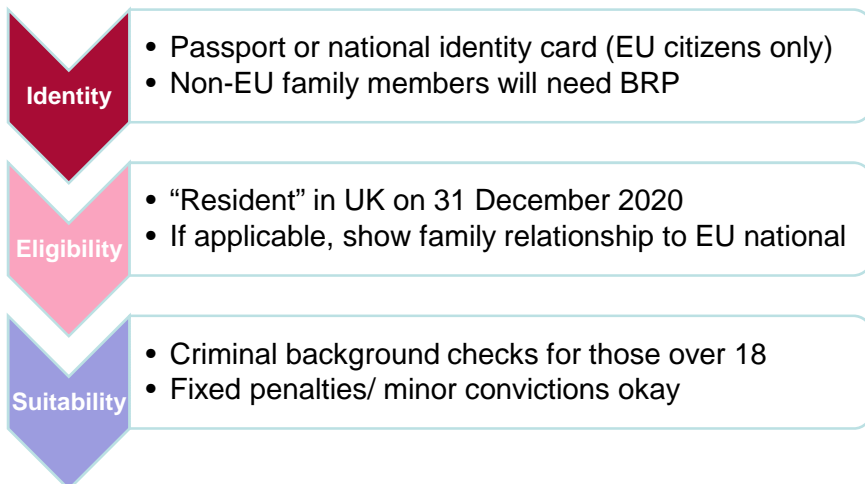 Identity
• Passport or national identity card (EU citizens only)
• Non-EU family members will need BRP
Eligibility
• “Resident” in UK on 31 December 2020
• If applicable, show family relationship to EU national
Suitability
• Criminal background checks for those over 18
• Fixed penalties/ minor convictions okay